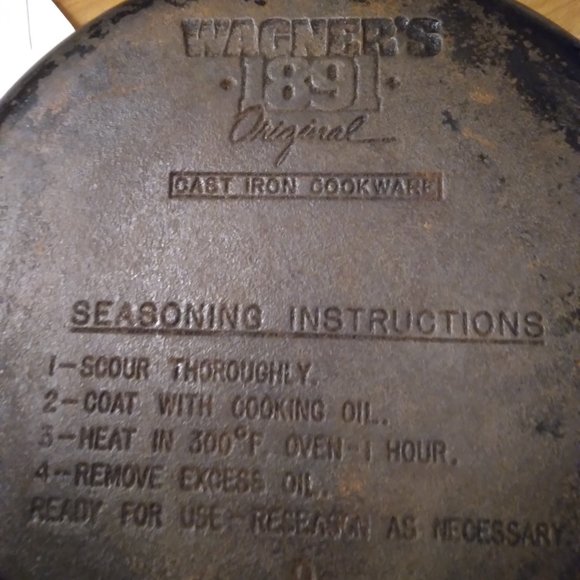 WAGNER'S
·1891·
Original
CAST IRON COOKWARE
SEASONING INSTRUCTIONS
1-SCOUR THOROUGHLY.
2-COAT WITH COOKING OIL.
3-HEAT IN 300°F OVEN-1 HOUR.
4-REMOVE EXCESS OIL.
READY FOR USE-RESEASON AS NECESSARY.